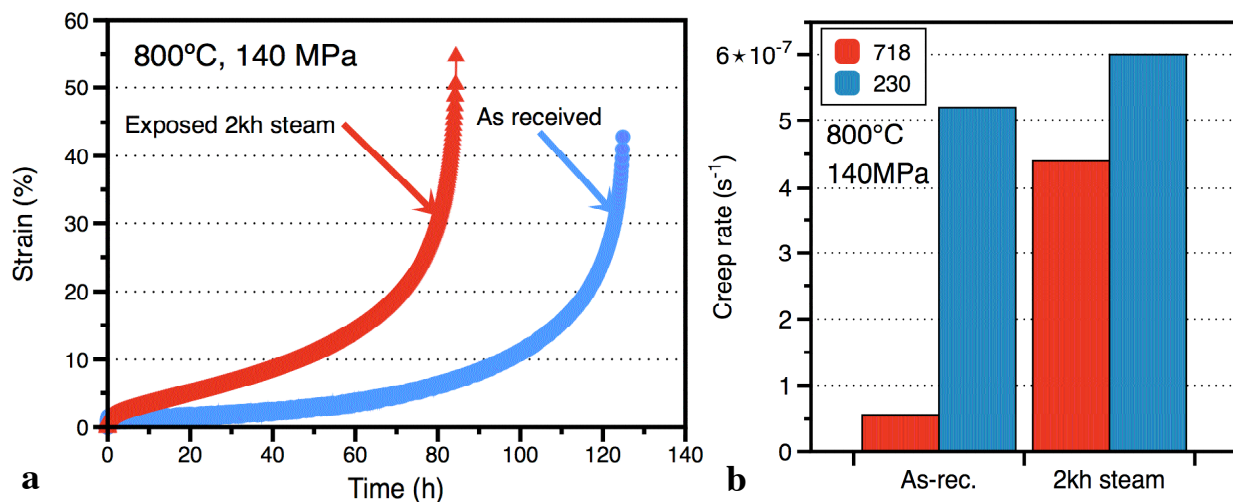 60
50
40
30
20
10
0
Strain (%)
800ºC, 140 MPa
Exposed 2kh steam
As received
0 20 40 60 80 100 120 140
Time (h)
a
6*10⁻⁷
5
4
3
2
1
0
Creep rate (s⁻¹)
718
230
800°C
140MPa
As-rec. 2kh steam
b